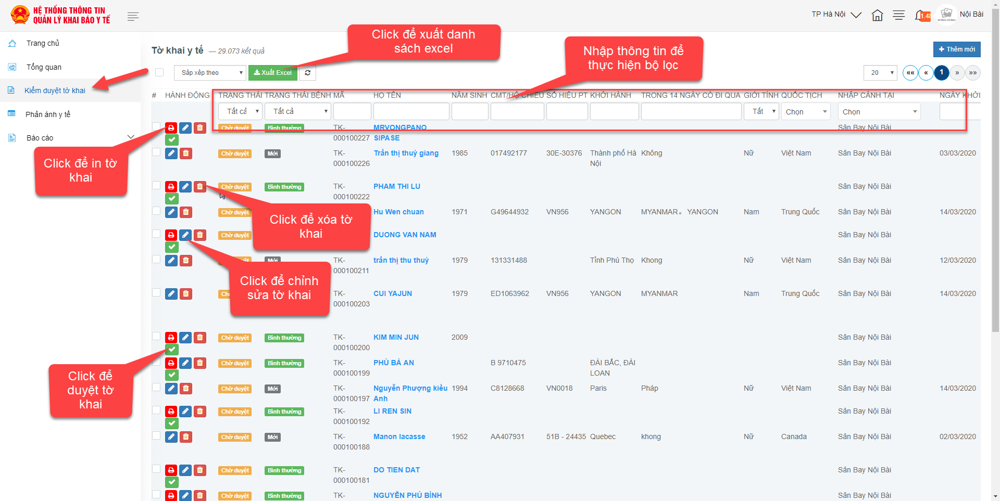 HỆ THỐNG THÔNG TIN
QUẢN LÝ KHAI BÁO Y TẾ
TP Hà Nội
1.48
KHÔNG CÓ ẢNH
Nội Bài
Trang chủ
Tổng quan
Kiểm duyệt tờ khai
Phản ánh y tế
Báo cáo
Click để xuất danh
sách excel
Nhập thông tin để
thực hiện bộ lọc
Tờ khai y tế — 29.073 kết quả
+ Thêm mới
Sắp xếp theo
Xuất Excel
20
«« « 1 » »»
# HÀNH ĐỘNG TRẠNG THÁI TRẠNG THÁI BỆNH MÃ HỌ TÊN NĂM SINH CMT/HỘ CHIẾU SỐ HIỆU PT KHỞI HÀNH TRONG 14 NGÀY CÓ ĐI QUA GIỚI TÍNH QUỐC TỊCH NHẬP CẢNH TẠI NGÀY KHỞI
Tất cả Tất cả Tất Chọn Chọn
Chờ duyệt Bình thường TK- MRVONGPANO Sân Bay Nội Bài
000100227 SIPASE
Chờ duyệt Mới TK- Trần thị thuỳ giang 1985 017492177 30E-30376 Thành phố Hà Không Nữ Việt Nam Sân Bay Nội Bài 03/03/2020
000100226 Nội
Click để in tờ
khai
Chờ duyệt Bình thường TK- PHAM THI LU Sân Bay Nội Bài
000100222
Chờ duyệt Hu Wen chuan 1971 G49644932 VN956 YANGON MYANMAR。YANGON Nam Trung Quốc Sân Bay Nội Bài 14/03/2020
Click để xóa tờ
khai
Chờ duyệt DUONG VAN NAM Sân Bay Nội Bài
Mới TK- trần thị thu thuỷ 1979 131331488 Tỉnh Phú Thọ Khong Nữ Việt Nam Sân Bay Nội Bài 12/03/2020
000100211
Click để chỉnh
sửa tờ khai
CUI YAJUN 1979 ED1063962 VN956 YANGON MYANMAR Nam Trung Quốc Sân Bay Nội Bài 14/03/2020
000100203
Chờ duyệt Bình thường TK- KIM MIN JUN 2009 Sân Bay Nội Bài
000100200
Chờ duyệt Bình thường TK- PHÙ BÁ AN B 9710475 ĐÀI BẮC, ĐÀI Sân Bay Nội Bài
000100199 LOAN
Click để
duyệt tờ
khai
Chờ duyệt Mới TK- Nguyễn Phượng kiều 1994 C8128668 VN0018 Paris Pháp Nữ Việt Nam Sân Bay Nội Bài 14/03/2020
000100197 Anh
Chờ duyệt Bình thường TK- LI REN SIN Sân Bay Nội Bài
000100192
Chờ duyệt Mới TK- Manon lacasse 1952 AA407931 51B - 24435 Quebec khong Nữ Canada Sân Bay Nội Bài 02/03/2020
000100188
Chờ duyệt Bình thường TK- DO TIEN DAT Sân Bay Nội Bài
000100181
Chờ duyệt Bình thường TK- NGUYỄN PHÚ BÌNH Sân Bay Nội Bài